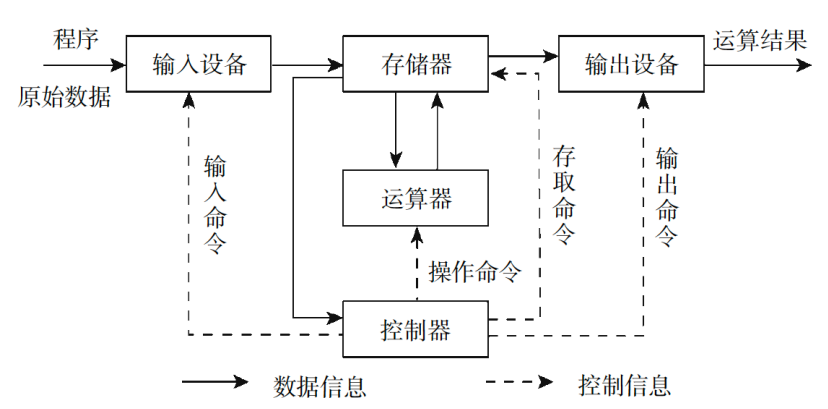 程序
原始数据
输入设备
存储器
输出设备
运算结果
输入命令
运算器
存取命令
输出命令
操作命令
控制器
数据信息
控制信息